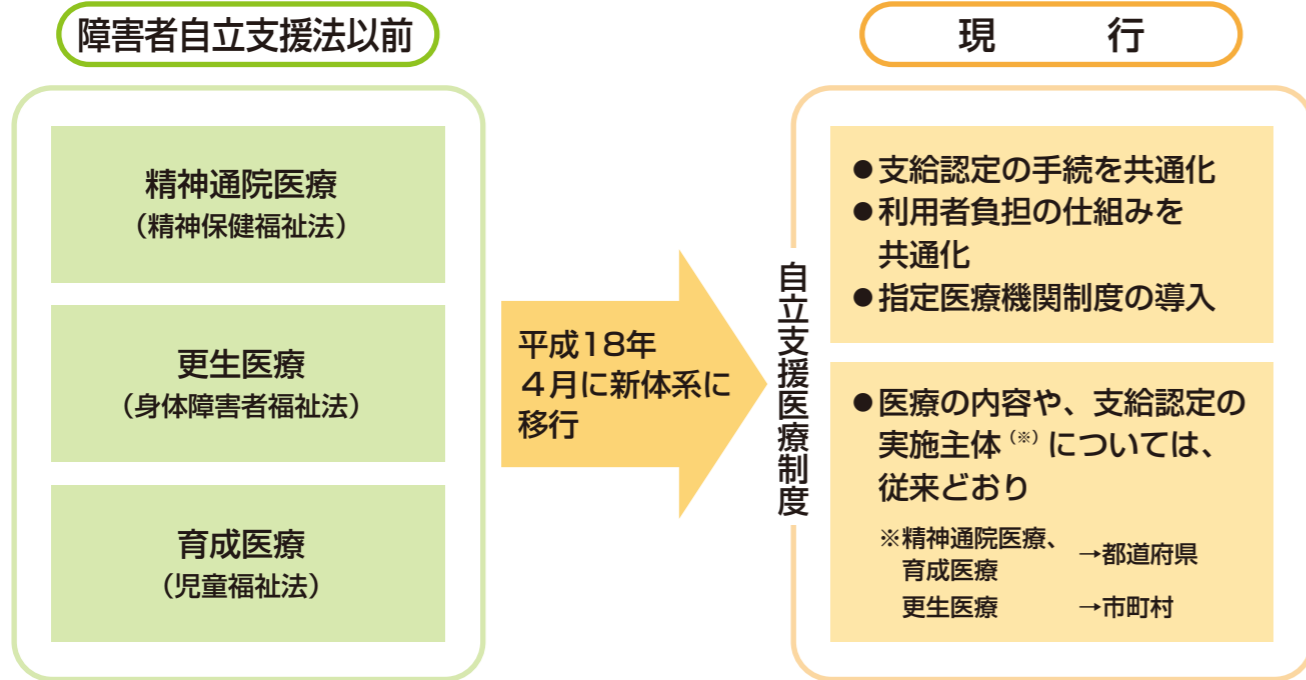 障害者自立支援法以前
精神通院医療
（精神保健福祉法）
更生医療
（身体障害者福祉法）
育成医療
（児童福祉法）
平成18年
4月に新体系に
移行
現　行
自立支援医療制度
●支給認定の手続を共通化
●利用者負担の仕組みを
共通化
●指定医療機関制度の導入
●医療の内容や、支給認定の
実施主体（※）については、
従来どおり
※精神通院医療、
育成医療　→都道府県
更生医療　→市町村